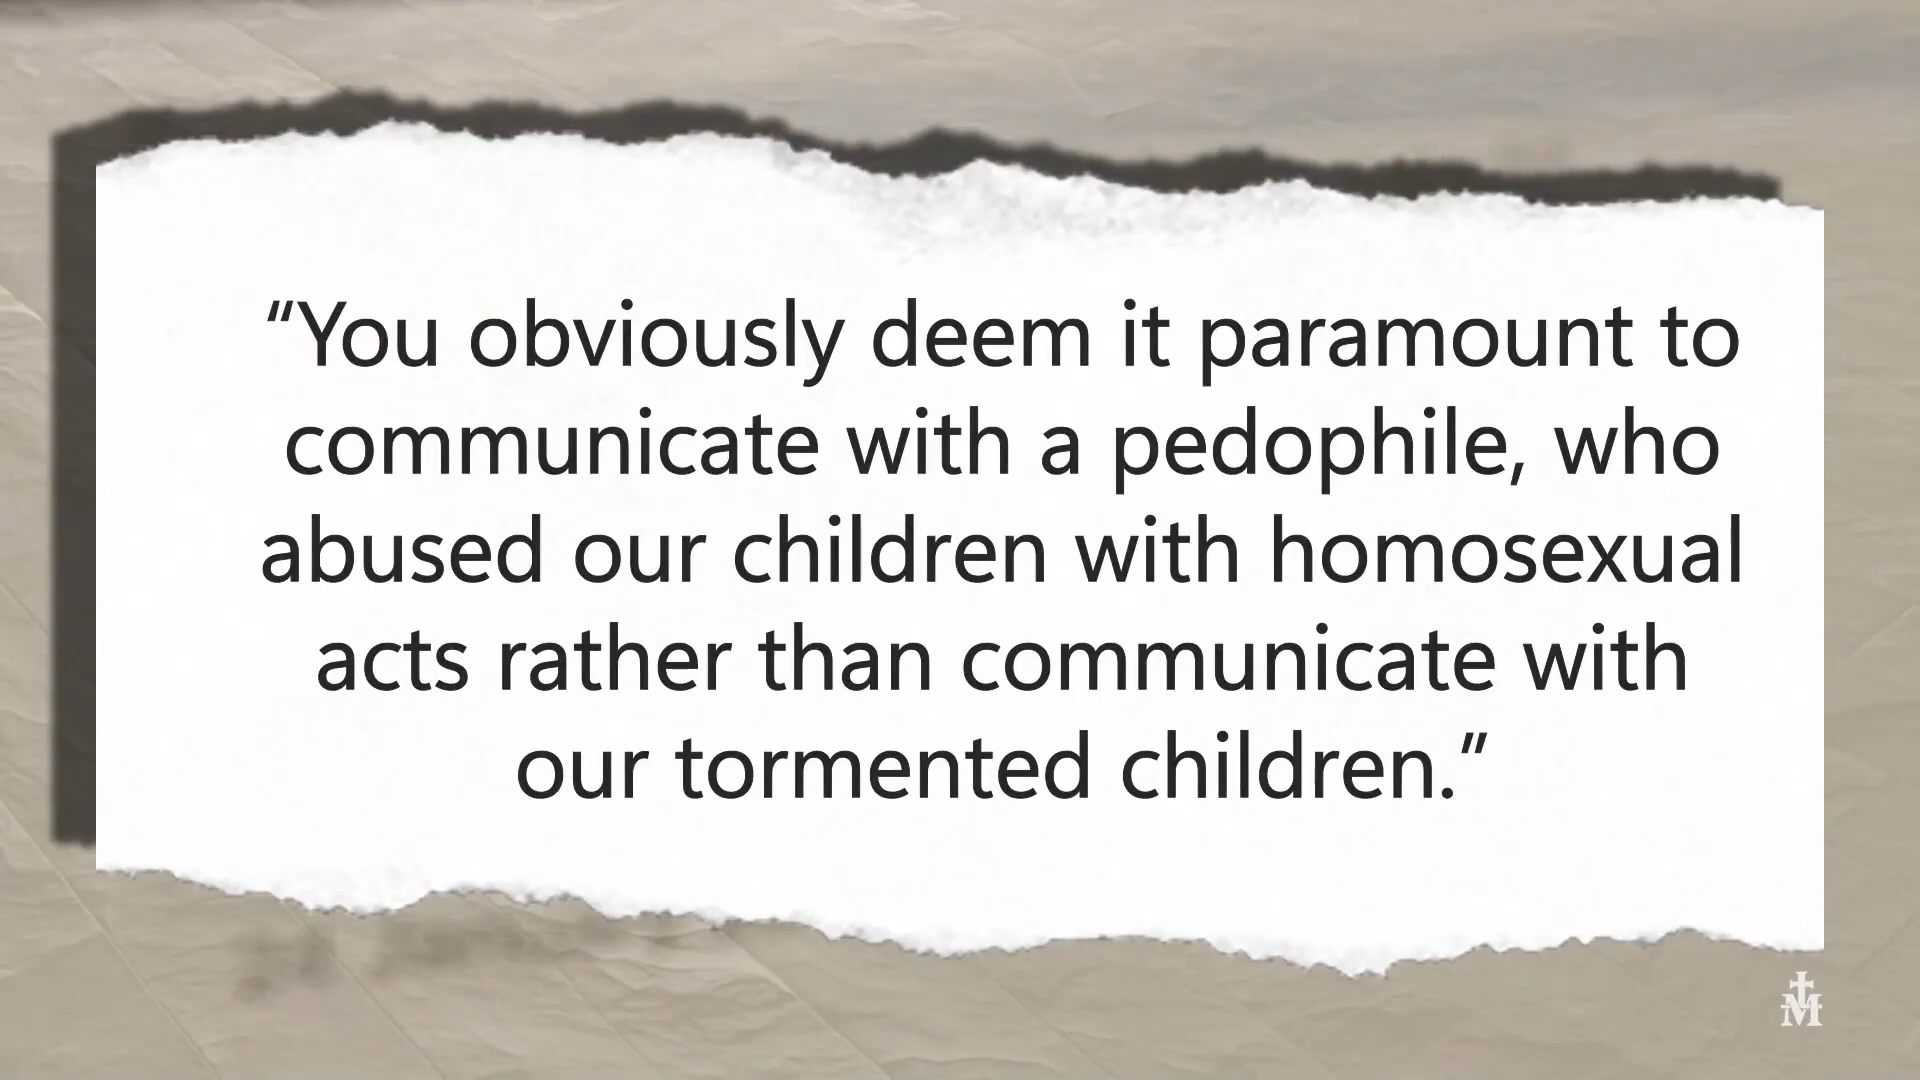 “You obviously deem it paramount to
communicate with a pedophile, who
abused our children with homosexual
acts rather than communicate with
our tormented children.”